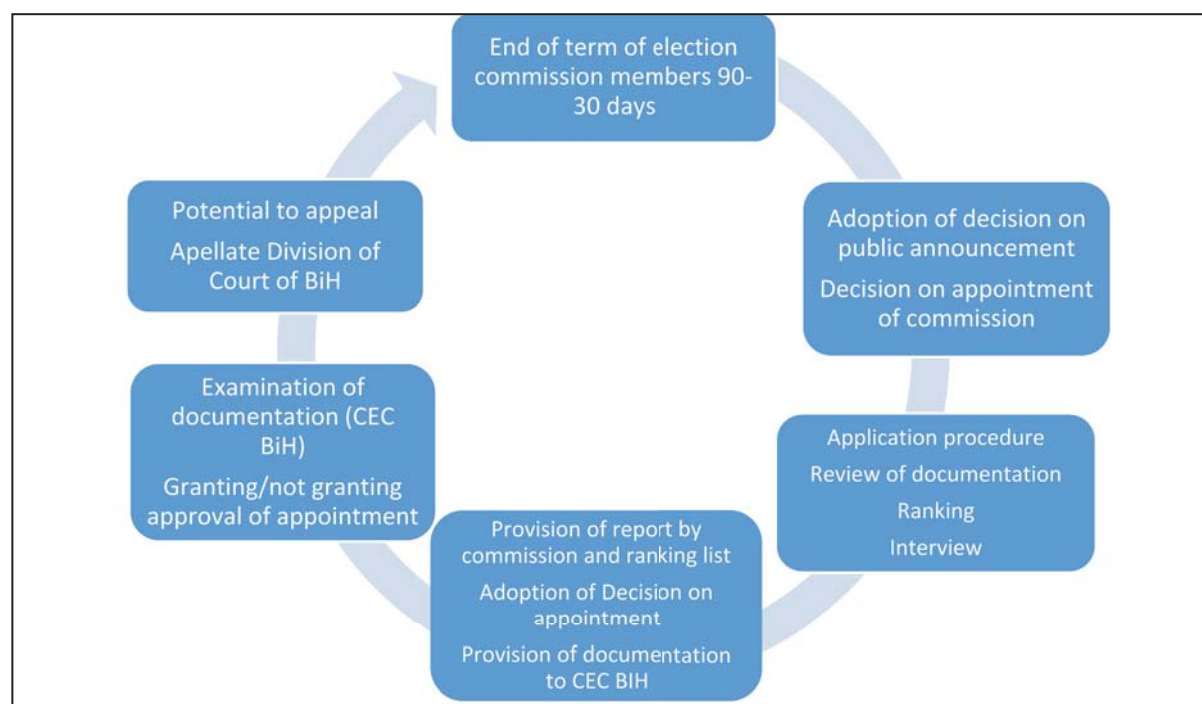 End of term of election
commission members 90-
30 days
Adoption of decision on
public announcement
Decision on appointment
of commission
Application procedure
Review of documentation
Ranking
Interview
Provision of report by
commission and ranking list
Adoption of Decision on
appointment
Provision of documentation
to CEC BIH
Examination of
documentation (CEC
BiH)
Granting/not granting
approval of appointment
Potential to appeal
Apellate Division of
Court of BiH